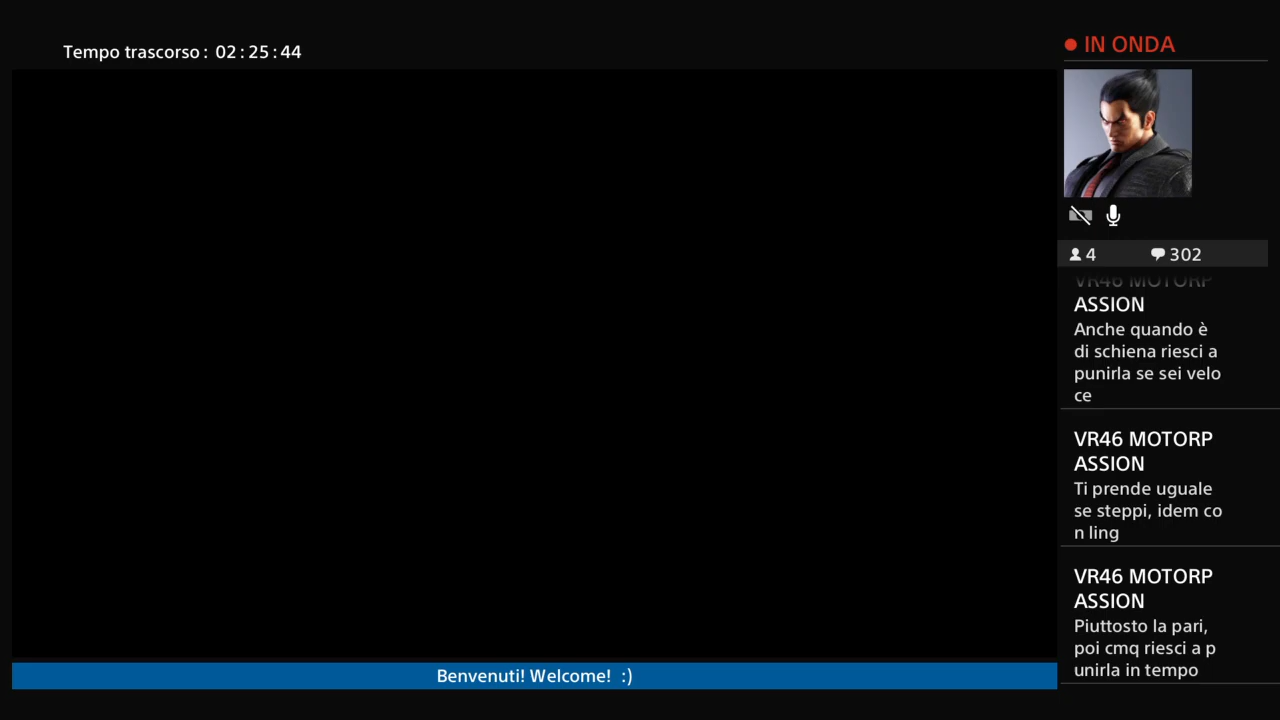 Tempo trascorso : 02 : 25 : 44
IN ONDA
4 302
VR46 MOTORP
ASSION
Anche quando è
di schiena riesci a
punirla se sei velo
ce
VR46 MOTORP
ASSION
Ti prende uguale
se steppi, idem co
n ling
VR46 MOTORP
ASSION
Piuttosto la pari,
poi cmq riesci a p
unirla in tempo
Benvenuti! Welcome! :)